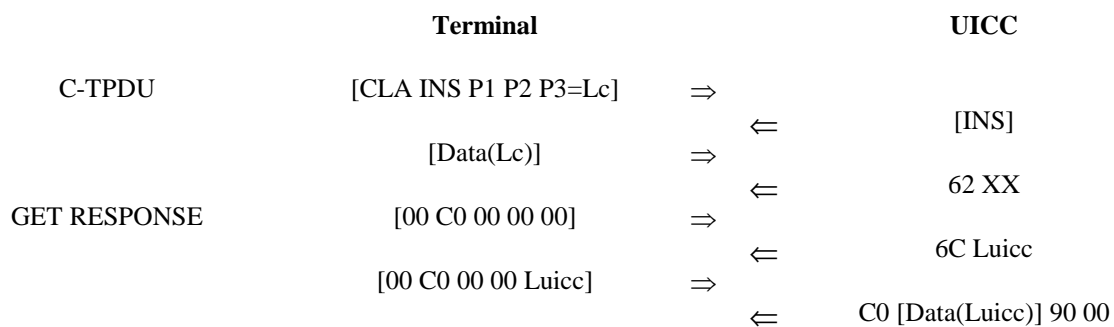 Terminal UICC
C-TPDU [CLA INS P1 P2 P3=Lc] ⇒
⇐ [INS]
[Data(Lc)] ⇒
⇐ 62 XX
GET RESPONSE [00 C0 00 00 00] ⇒
⇐ 6C Luicc
[00 C0 00 00 Luicc] ⇒
⇐ C0 [Data(Luicc)] 90 00